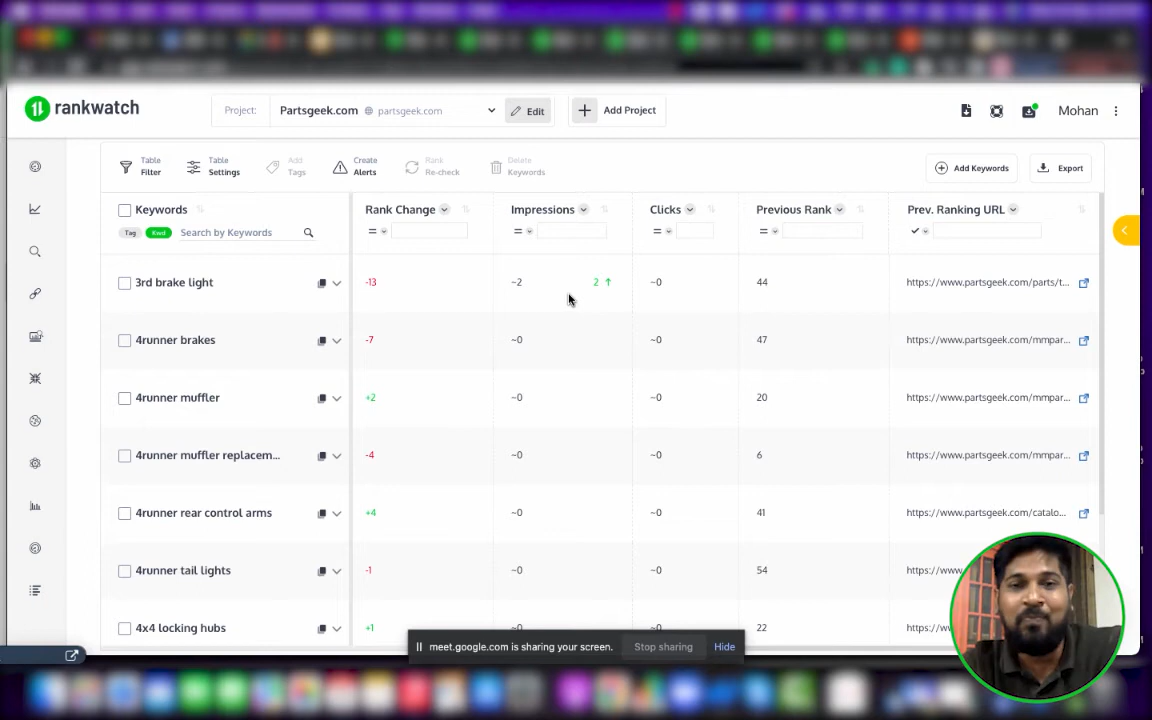 rankwatch
Project: Partsgeek.com partsgeek.com Edit Add Project Mohan
Table Filter
Table Settings
Add Tags
Create Alerts
Rank Re-check
Delete Keywords
Add Keywords
Export
Keywords Rank Change Impressions Clicks Previous Rank Prev. Ranking URL
Tag Kwd Search by Keywords = = = =
3rd brake light -13 ~2 2 ↑ ~0 44 https://www.partsgeek.com/parts/t...
4runner brakes -7 ~0 ~0 47 https://www.partsgeek.com/mmpar...
4runner muffler +2 ~0 ~0 20 https://www.partsgeek.com/mmpar...
4runner muffler replacem... -4 ~0 ~0 6 https://www.partsgeek.com/mmpar...
4runner rear control arms +4 ~0 ~0 41 https://www.partsgeek.com/catalo...
4runner tail lights -1 ~0 ~0 54 https://www
4x4 locking hubs +1 ~0 ~0 22 https://w
meet.google.com is sharing your screen. Stop sharing Hide